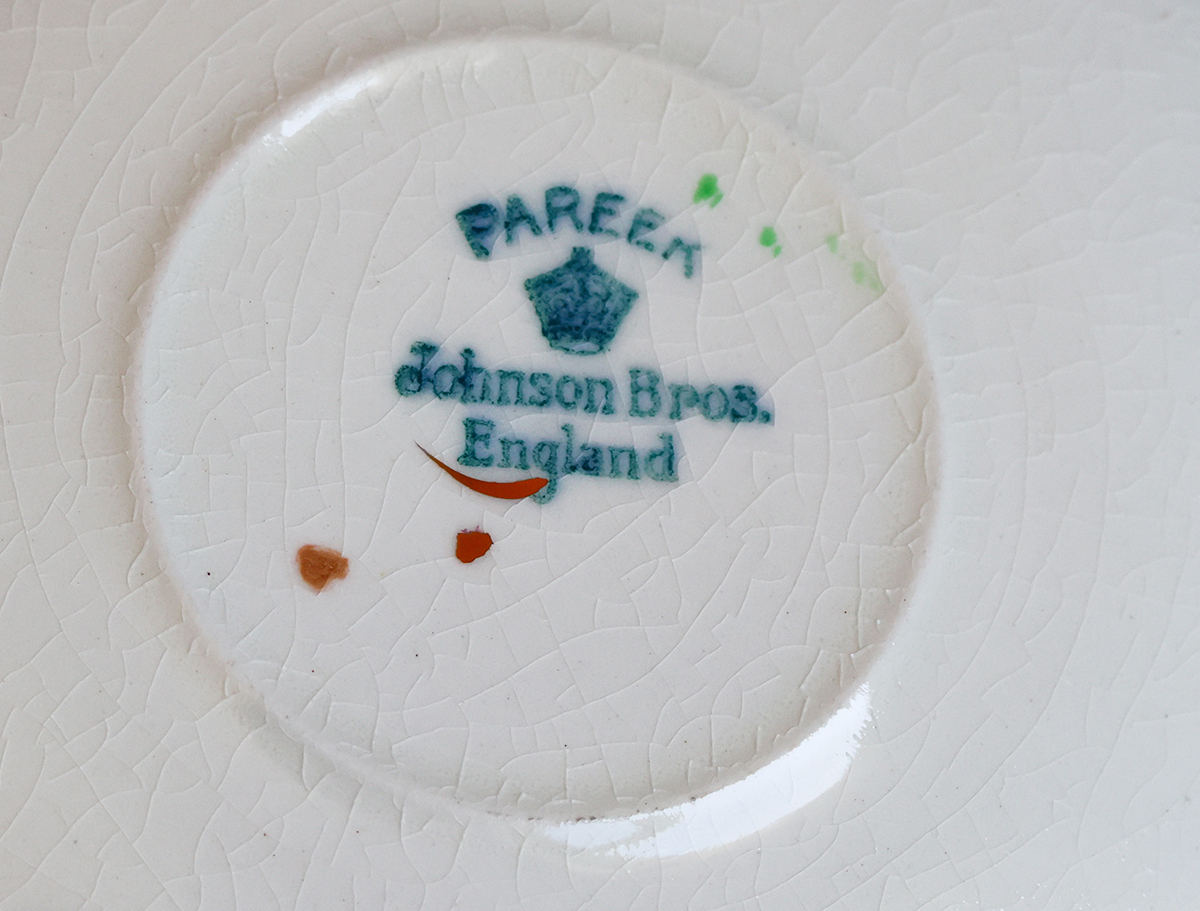 PAREEK
Johnson Bros.
England